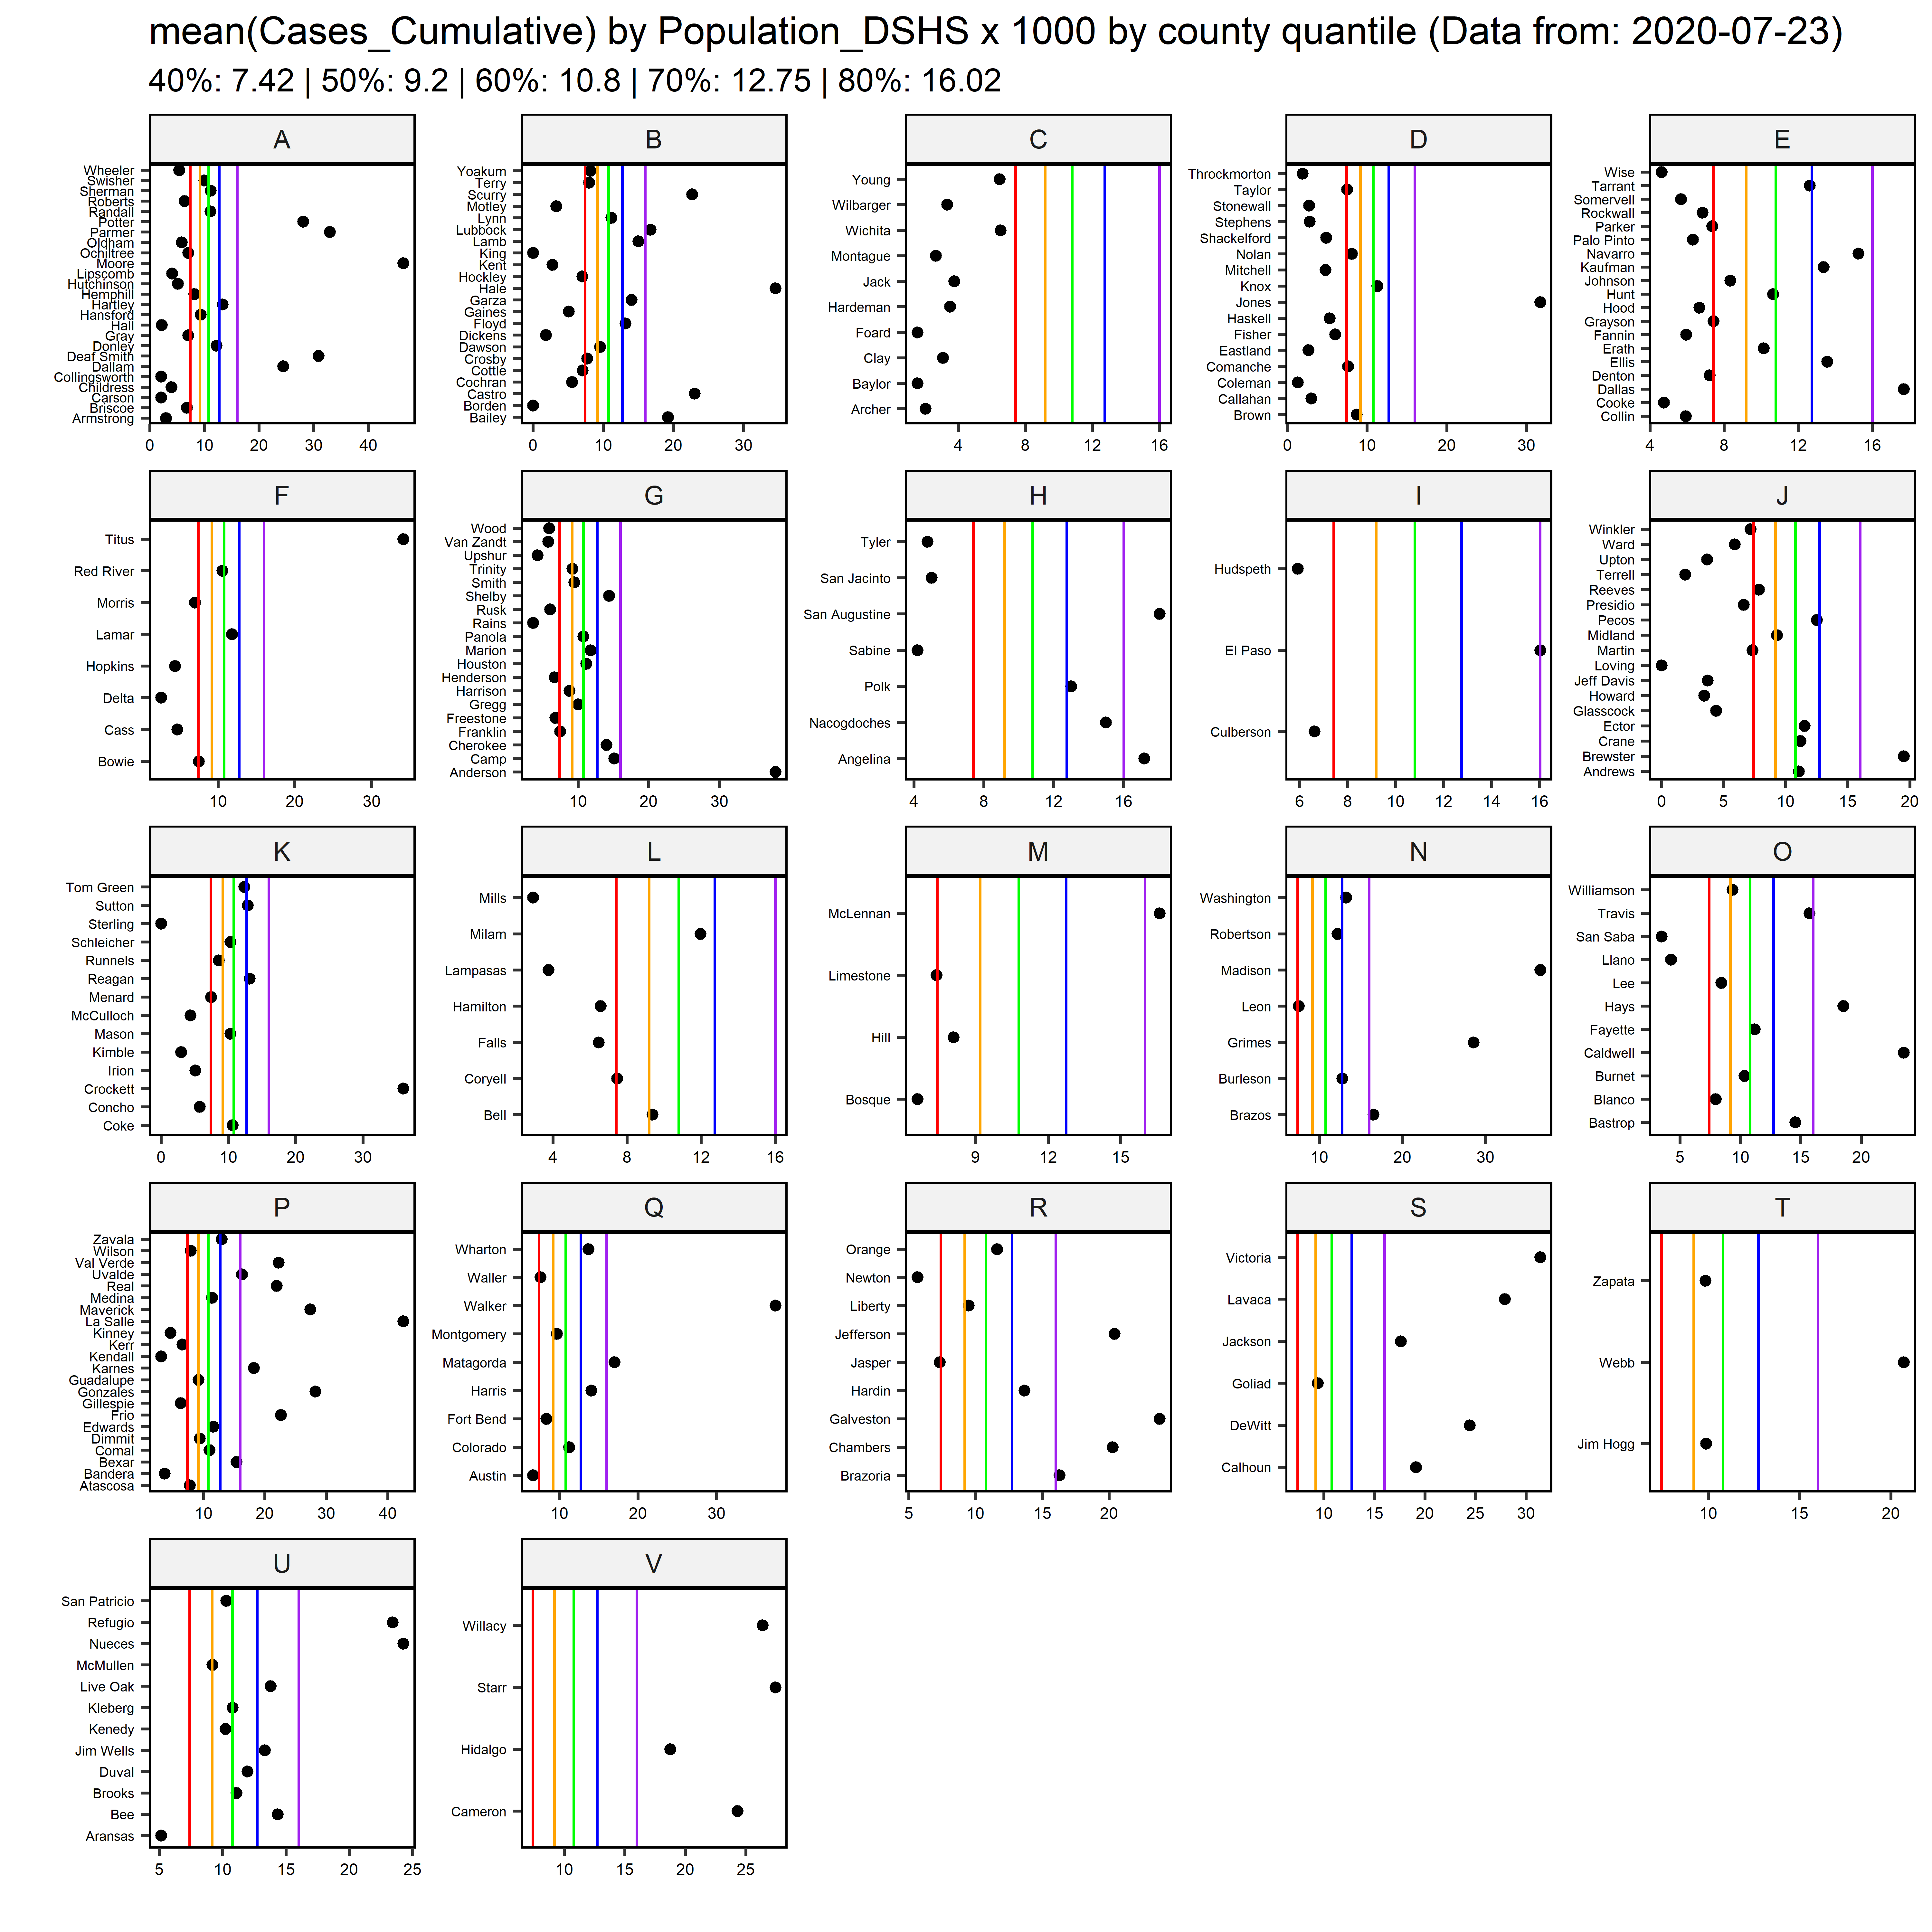 mean(Cases_Cumulative) by Population_DSHS x 1000 by county quantile (Data from: 2020-07-23)
40%: 7.42 | 50%: 9.2 | 60%: 10.8 | 70%: 12.75 | 80%: 16.02
A
Wheeler
Swisher
Sherman
Roberts
Randall
Potter
Parmer
Oldham
Ochiltree
Moore
Lipscomb
Hutchinson
Hemphill
Hartley
Hansford
Hall
Gray
Donley
Deaf Smith
Dallam
Collingsworth
Childress
Carson
Briscoe
Armstrong
0 10 20 30 40
B
Yoakum
Terry
Scurry
Motley
Lynn
Lubbock
Lamb
King
Kent
Hockley
Hale
Garza
Gaines
Floyd
Dickens
Dawson
Crosby
Cottle
Cochran
Castro
Borden
Bailey
0 10 20 30
C
Young
Wilbarger
Wichita
Montague
Jack
Hardeman
Foard
Clay
Baylor
Archer
4 8 12 16
D
Throckmorton
Taylor
Stonewall
Stephens
Shackelford
Nolan
Mitchell
Knox
Jones
Haskell
Fisher
Eastland
Comanche
Coleman
Callahan
Brown
0 10 20 30
E
Wise
Tarrant
Somervell
Rockwall
Parker
Palo Pinto
Navarro
Kaufman
Johnson
Hunt
Hood
Grayson
Fannin
Erath
Ellis
Denton
Dallas
Cooke
Collin
4 8 12 16
F
Titus
Red River
Morris
Lamar
Hopkins
Delta
Cass
Bowie
10 20 30
G
Wood
Van Zandt
Upshur
Trinity
Smith
Shelby
Rusk
Rains
Panola
Marion
Houston
Henderson
Harrison
Gregg
Freestone
Franklin
Cherokee
Camp
Anderson
10 20 30
H
Tyler
San Jacinto
San Augustine
Sabine
Polk
Nacogdoches
Angelina
4 8 12 16
I
Hudspeth
El Paso
Culberson
6 8 10 12 14 16
J
Winkler
Ward
Upton
Terrell
Reeves
Presidio
Pecos
Midland
Martin
Loving
Jeff Davis
Howard
Glasscock
Ector
Crane
Brewster
Andrews
0 5 10 15 20
K
Tom Green
Sutton
Sterling
Schleicher
Runnels
Reagan
Menard
McCulloch
Mason
Kimble
Irion
Crockett
Concho
Coke
0 10 20 30
L
Mills
Milam
Lampasas
Hamilton
Falls
Coryell
Bell
4 8 12 16
M
McLennan
Limestone
Hill
Bosque
9 12 15
N
Washington
Robertson
Madison
Leon
Grimes
Burleson
Brazos
10 20 30
O
Williamson
Travis
San Saba
Llano
Lee
Hays
Fayette
Caldwell
Burnet
Blanco
Bastrop
5 10 15 20
P
Zavala
Wilson
Val Verde
Uvalde
Real
Medina
Maverick
La Salle
Kinney
Kerr
Kendall
Karnes
Guadalupe
Gonzales
Gillespie
Frio
Edwards
Dimmit
Comal
Bexar
Bandera
Atascosa
10 20 30 40
Q
Wharton
Waller
Walker
Montgomery
Matagorda
Harris
Fort Bend
Colorado
Austin
10 20 30
R
Orange
Newton
Liberty
Jefferson
Jasper
Hardin
Galveston
Chambers
Brazoria
5 10 15 20
S
Victoria
Lavaca
Jackson
Goliad
DeWitt
Calhoun
10 15 20 25 30
T
Zapata
Webb
Jim Hogg
10 15 20
U
San Patricio
Refugio
Nueces
McMullen
Live Oak
Kleberg
Kenedy
Jim Wells
Duval
Brooks
Bee
Aransas
5 10 15 20 25
V
Willacy
Starr
Hidalgo
Cameron
10 15 20 25